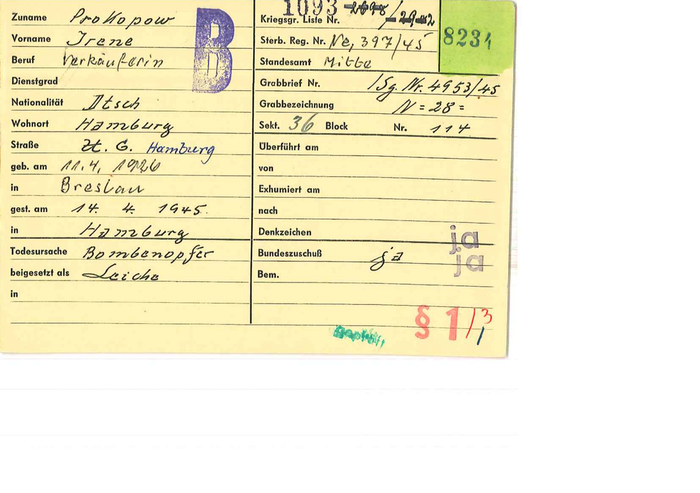 Zuname Prokopow
Vorname Irene
Beruf Verkäuferin
Dienstgrad
Nationalität Dtsch
Wohnort Hamburg
Straße z. G. Hamburg
geb. am 11.4. 1926
in Breslau
gest. am 14. 4. 1945.
in Hamburg
Todesursache Bombenopfer
beigesetzt als Leiche
in
B
1093
Kriegsgr. Liste Nr.
8234
Sterb. Reg. Nr. Ne, 397/45
Standesamt Mitte
Grabbrief Nr. /Sg. Nr. 4953/45
Grabbezeichnung N = 28 =
Sekt. 36 Block Nr. 114
Überführt am
von
Exhumiert am
nach
Denkzeichen ja
Bundeszuschuß ja ja
Bem.
§ 1/3